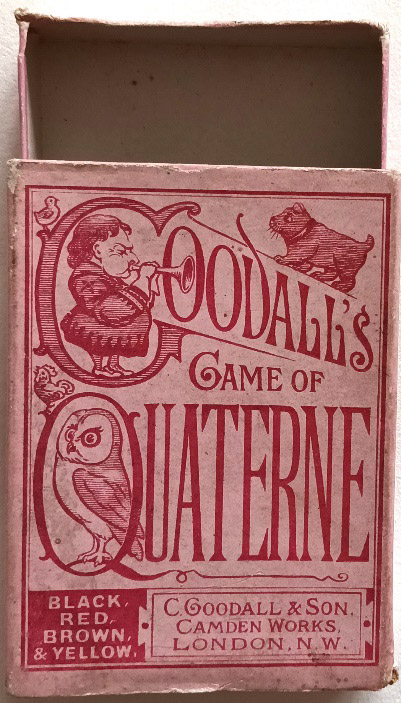 GOODALL'S
GAME OF
QUATERNE
BLACK,
RED,
BROWN,
& YELLOW.
C. GOODALL & SON,
CAMDEN WORKS,
LONDON, N.W.